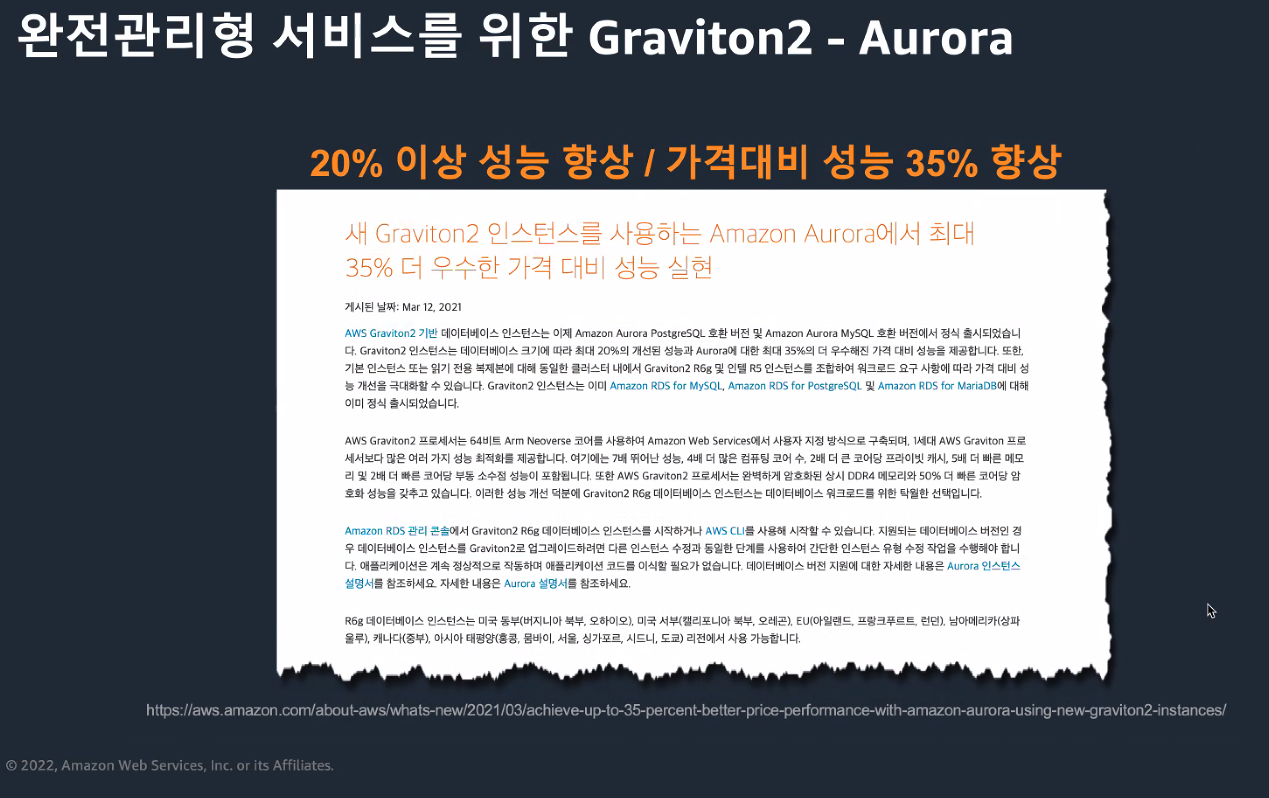 완전관리형 서비스를 위한 Graviton2 - Aurora
20% 이상 성능 향상 / 가격대비 성능 35% 향상
새 Graviton2 인스턴스를 사용하는 Amazon Aurora에서 최대
35% 더 우수한 가격 대비 성능 실현
게시된 날짜: Mar 12, 2021
AWS Graviton2 기반 데이터베이스 인스턴스는 이제 Amazon Aurora PostgreSQL 호환 버전 및 Amazon Aurora MySQL 호환 버전에서 정식 출시되었습니
다. Graviton2 인스턴스는 데이터베이스 크기에 따라 최대 20%의 개선된 성능과 Aurora에 대한 최대 35%의 더 우수해진 가격 대비 성능을 제공합니다. 또한,
기본 인스턴스 또는 읽기 전용 복제본에 대해 동일한 클러스터 내에서 Graviton2 R6g 및 인텔 R5 인스턴스를 조합하여 워크로드 요구 사항에 따라 가격 대비 성
능 개선을 극대화할 수 있습니다. Graviton2 인스턴스는 이미 Amazon RDS for MySQL, Amazon RDS for PostgreSQL 및 Amazon RDS for MariaDB에 대해
이미 정식 출시되었습니다.
AWS Graviton2 프로세서는 64비트 Arm Neoverse 코어를 사용하여 Amazon Web Services에서 사용자 지정 방식으로 구축되며, 1세대 AWS Graviton 프로
세서보다 많은 여러 가지 성능 최적화를 제공합니다. 여기에는 7배 뛰어난 성능, 4배 더 많은 컴퓨팅 코어 수, 2배 더 큰 코어당 프라이빗 캐시, 5배 더 빠른 메모
리 및 2배 더 빠른 코어당 부동 소수점 성능이 포함됩니다. 또한 AWS Graviton2 프로세서는 완벽하게 암호화된 상시 DDR4 메모리와 50% 더 빠른 코어당 암
호화 성능을 갖추고 있습니다. 이러한 성능 개선 덕분에 Graviton2 R6g 데이터베이스 인스턴스는 데이터베이스 워크로드를 위한 탁월한 선택입니다.
Amazon RDS 관리 콘솔에서 Graviton2 R6g 데이터베이스 인스턴스를 시작하거나 AWS CLI를 사용해 시작할 수 있습니다. 지원되는 데이터베이스 버전인 경
우 데이터베이스 인스턴스를 Graviton2로 업그레이드하려면 다른 인스턴스 수정과 동일한 단계를 사용하여 간단한 인스턴스 유형 수정 작업을 수행해야 합니
다. 애플리케이션은 계속 정상적으로 작동하며 애플리케이션 코드를 이식할 필요가 없습니다. 데이터베이스 버전 지원에 대한 자세한 내용은 Aurora 인스턴스
설명서를 참조하세요. 자세한 내용은 Aurora 설명서를 참조하세요.
R6g 데이터베이스 인스턴스는 미국 동부(버지니아 북부, 오하이오), 미국 서부(캘리포니아 북부, 오레곤), EU(아일랜드, 프랑크푸르트, 런던), 남아메리카(상파
울루), 캐나다(중부), 아시아 태평양(홍콩, 뭄바이, 서울, 싱가포르, 시드니, 도쿄) 리전에서 사용 가능합니다.
https://aws.amazon.com/about-aws/whats-new/2021/03/achieve-up-to-35-percent-better-price-performance-with-amazon-aurora-using-new-graviton2-instances/
© 2022, Amazon Web Services, Inc. or its Affiliates.